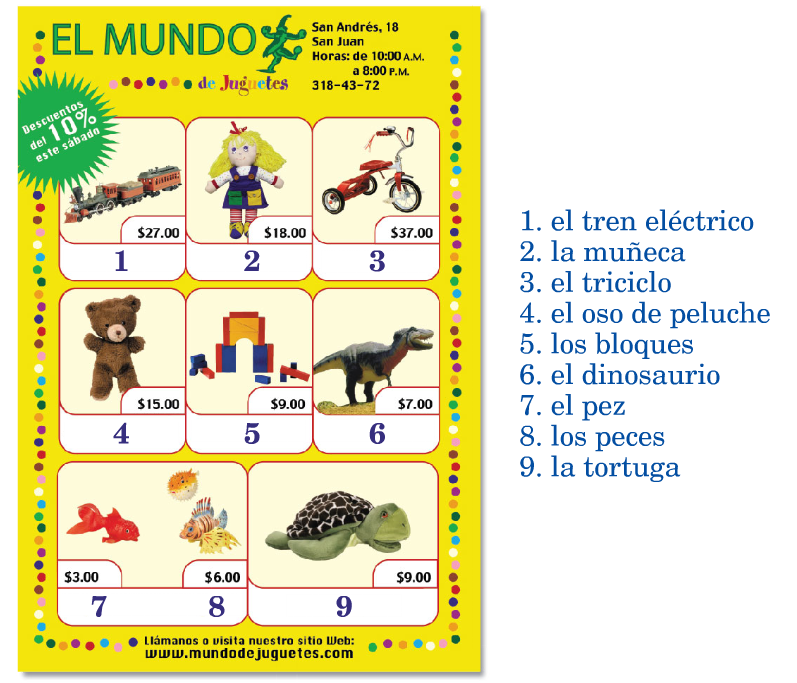 EL MUNDO
de Juguetes
San Andrés, 18
San Juan
Horas: de 10:00 A.M.
a 8:00 P.M.
318-43-72
Descuentos
del 10%
este sábado
$27.00
$18.00
$37.00
1
2
3
$15.00
$9.00
$7.00
4
5
6
$3.00
$6.00
$9.00
7
8
9
Llámanos o visita nuestro sitio Web:
www.mundodejuguetes.com
1. el tren eléctrico
2. la muñeca
3. el triciclo
4. el oso de peluche
5. los bloques
6. el dinosaurio
7. el pez
8. los peces
9. la tortuga